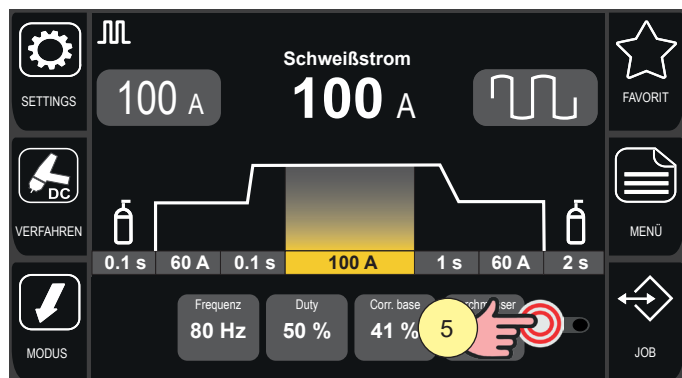 SETTINGS
VERFAHREN
DC
MODUS
Schweißstrom
100 A
100 A
0.1 s 60 A 0.1 s 100 A 1 s 60 A 2 s
Frequenz
80 Hz
Duty
50 %
Corr. base
41 %
5
FAVORIT
MENÜ
JOB